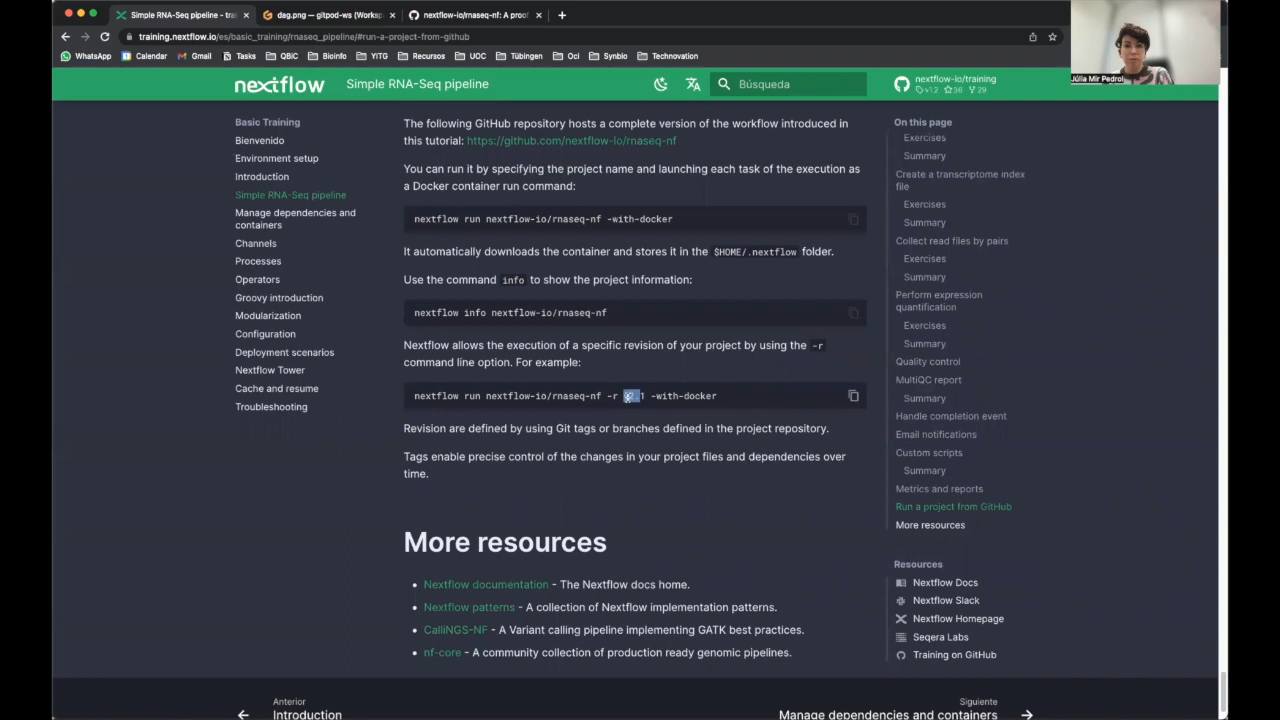 Simple RNA-Seq pipeline - trai
dag.png — gitpod-ws (Worksp
nextflow-io/rnaseq-nf: A proof
training.nextflow.io/es/basic_training/rnaseq_pipeline/#run-a-project-from-github
WhatsApp
Calendar
Gmail
Tasks
QBIC
Bioinfo
YITG
Recursos
UOC
Tübingen
Oci
Synbio
Technovation
Júlia Mir Pedrol
nextflow
Simple RNA-Seq pipeline
Búsqueda
nextflow-io/training
v1.2 36 29
Basic Training
Bienvenido
Environment setup
Introduction
Simple RNA-Seq pipeline
Manage dependencies and
containers
Channels
Processes
Operators
Groovy introduction
Modularization
Configuration
Deployment scenarios
Nextflow Tower
Cache and resume
Troubleshooting
The following GitHub repository hosts a complete version of the workflow introduced in
this tutorial: https://github.com/nextflow-io/rnaseq-nf
You can run it by specifying the project name and launching each task of the execution as
a Docker container run command:
nextflow run nextflow-io/rnaseq-nf -with-docker
It automatically downloads the container and stores it in the $HOME/.nextflow folder.
Use the command info to show the project information:
nextflow info nextflow-io/rnaseq-nf
Nextflow allows the execution of a specific revision of your project by using the -r
command line option. For example:
nextflow run nextflow-io/rnaseq-nf -r v2.1 -with-docker
Revision are defined by using Git tags or branches defined in the project repository.
Tags enable precise control of the changes in your project files and dependencies over
time.
More resources
• Nextflow documentation - The Nextflow docs home.
• Nextflow patterns - A collection of Nextflow implementation patterns.
• CalliNGS-NF - A Variant calling pipeline implementing GATK best practices.
• nf-core - A community collection of production ready genomic pipelines.
On this page
Exercises
Summary
Create a transcriptome index
file
Exercises
Summary
Collect read files by pairs
Exercises
Summary
Perform expression
quantification
Exercises
Summary
Quality control
MultiQC report
Summary
Handle completion event
Email notifications
Custom scripts
Summary
Metrics and reports
Run a project from GitHub
More resources
Resources
Nextflow Docs
Nextflow Slack
Nextflow Homepage
Seqera Labs
Training on GitHub
Anterior
Introduction
Siguiente
Manage dependencies and containers